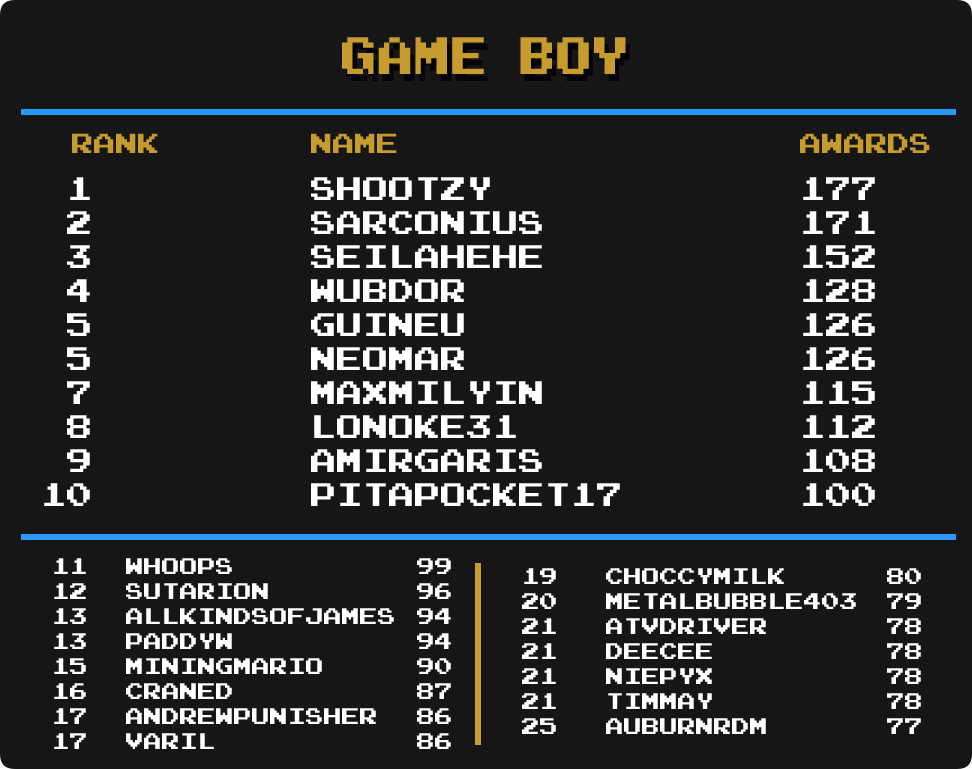 GAME BOY
RANK NAME AWARDS
1 SHOOTZY 177
2 SARCONIUS 171
3 SEILAHEHE 152
4 WUBDOR 128
5 GUINEU 126
5 NEOMAR 126
7 MAXMILYIN 115
8 LONOKE31 112
9 AMIRGARIS 108
10 PITAPOCKET17 100
11 WHOOPS 99
12 SUTARION 96
13 ALLKINDSOFJAMES 94
13 PADDYW 94
15 MININGMARIO 90
16 CRANED 87
17 ANDREWPUNISHER 86
17 VARIL 86
19 CHOCCYMILK 80
20 METALBUBBLE403 79
21 ATVDRIVER 78
21 DEECEE 78
21 NIEPYX 78
21 TIMMAY 78
25 AUBURNRDM 77